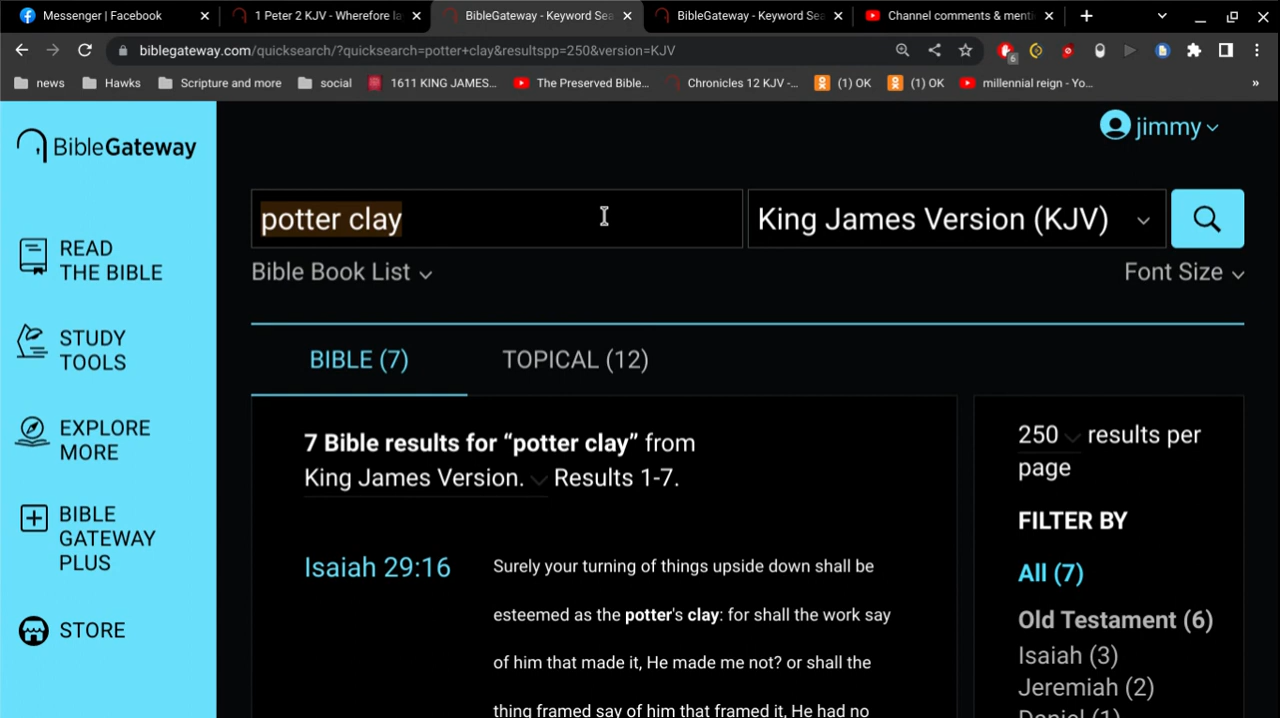 Messenger | Facebook
1 Peter 2 KJV - Wherefore la
BibleGateway - Keyword Sea
BibleGateway - Keyword Sea
Channel comments & menti
biblegateway.com/quicksearch/?quicksearch=potter+clay&resultspp=250&version=KJV
6
news
Hawks
Scripture and more
social
1611 KING JAMES...
The Preserved Bible...
Chronicles 12 KJV -...
(1) OK
(1) OK
millennial reign - Yo...
»
BibleGateway
jimmy
potter clay
King James Version (KJV)
Bible Book List
Font Size
READ
THE BIBLE
STUDY
TOOLS
EXPLORE
MORE
BIBLE
GATEWAY
PLUS
STORE
BIBLE (7)
TOPICAL (12)
7 Bible results for “potter clay” from
King James Version. Results 1-7.
Isaiah 29:16
Surely your turning of things upside down shall be
esteemed as the potter's clay: for shall the work say
of him that made it, He made me not? or shall the
thing framed say of him that framed it, He had no
250 results per
page
FILTER BY
All (7)
Old Testament (6)
Isaiah (3)
Jeremiah (2)
Daniel (1)